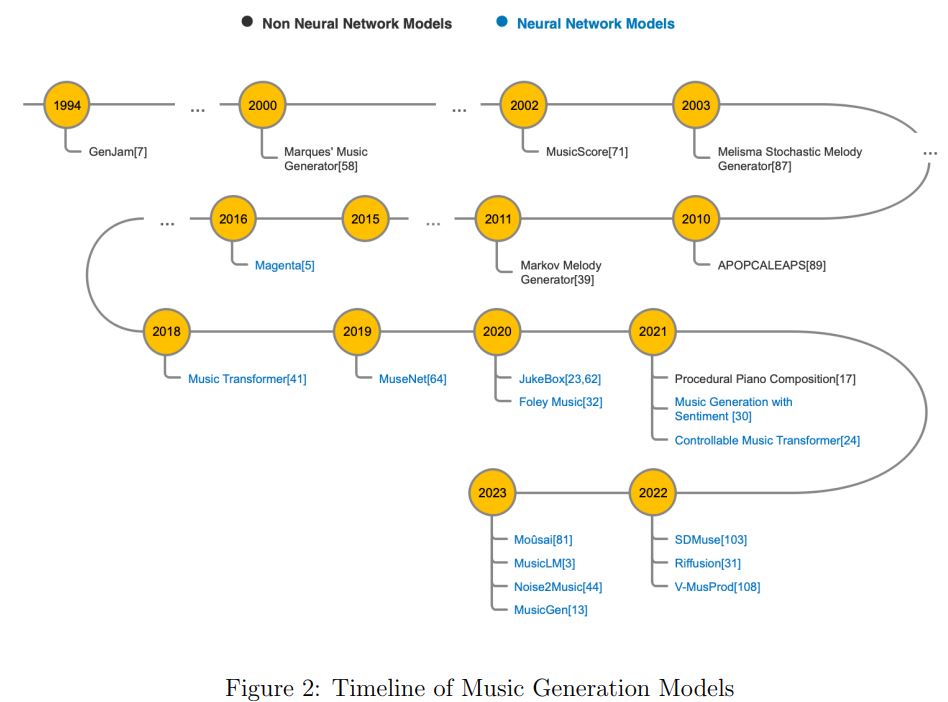 Non Neural Network Models
Neural Network Models
1994
...
2000
...
2002
2003
GenJam[7]
Marques' Music
Generator[58]
MusicScore[71]
Melisma Stochastic Melody
Generator[87]
...
...
2016
2015
...
2011
2010
Magenta[5]
Markov Melody
Generator[39]
APOPCALEAPS[89]
2018
2019
2020
2021
Music Transformer[41]
MuseNet[64]
JukeBox[23,62]
Foley Music[32]
Procedural Piano Composition[17]
Music Generation with
Sentiment [30]
Controllable Music Transformer[24]
2023
2022
Moûsai[81]
MusicLM[3]
Noise2Music[44]
MusicGen[13]
SDMuse[103]
Riffusion[31]
V-MusProd[108]
Figure 2: Timeline of Music Generation Models